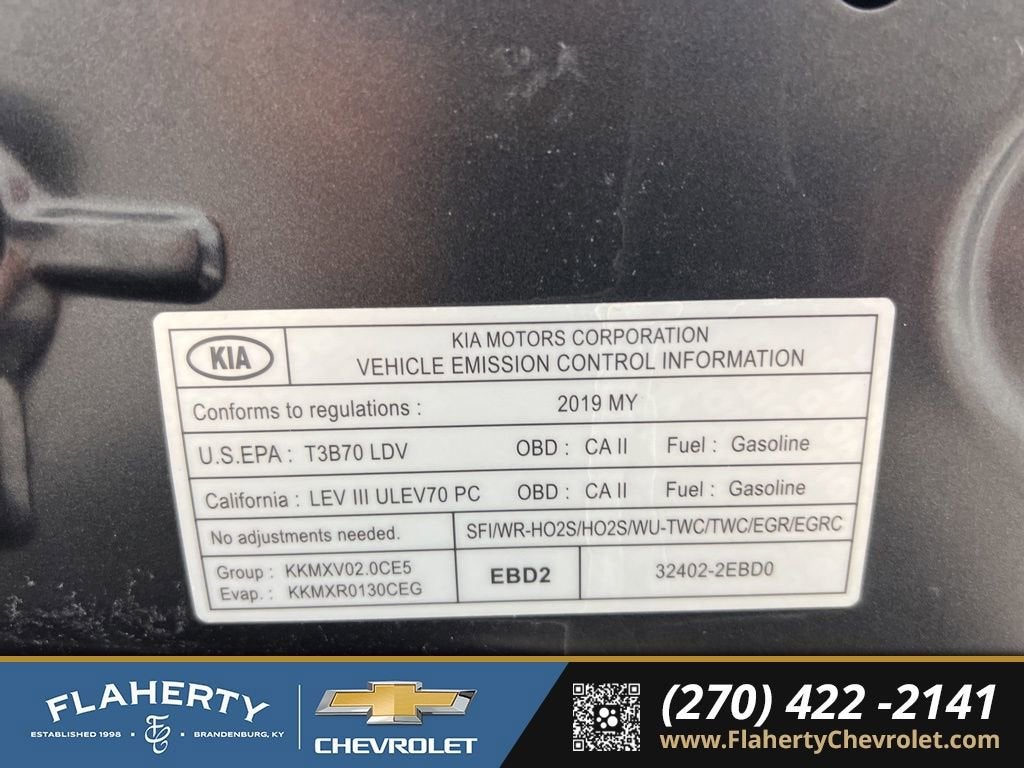 KIA
KIA MOTORS CORPORATION
VEHICLE EMISSION CONTROL INFORMATION
Conforms to regulations : 2019 MY
U.S.EPA : T3B70 LDV OBD : CA II Fuel : Gasoline
California : LEV III ULEV70 PC OBD : CA II Fuel : Gasoline
No adjustments needed. SFI/WR-HO2S/HO2S/WU-TWC/TWC/EGR/EGRC
Group : KKMXV02.0CE5
Evap. : KKMXR0130CEG
EBD2
32402-2EBD0
FLAHERTY
ESTABLISHED 1998 • BRANDENBURG, KY
CHEVROLET
(270) 422 -2141
www.FlahertyChevrolet.com